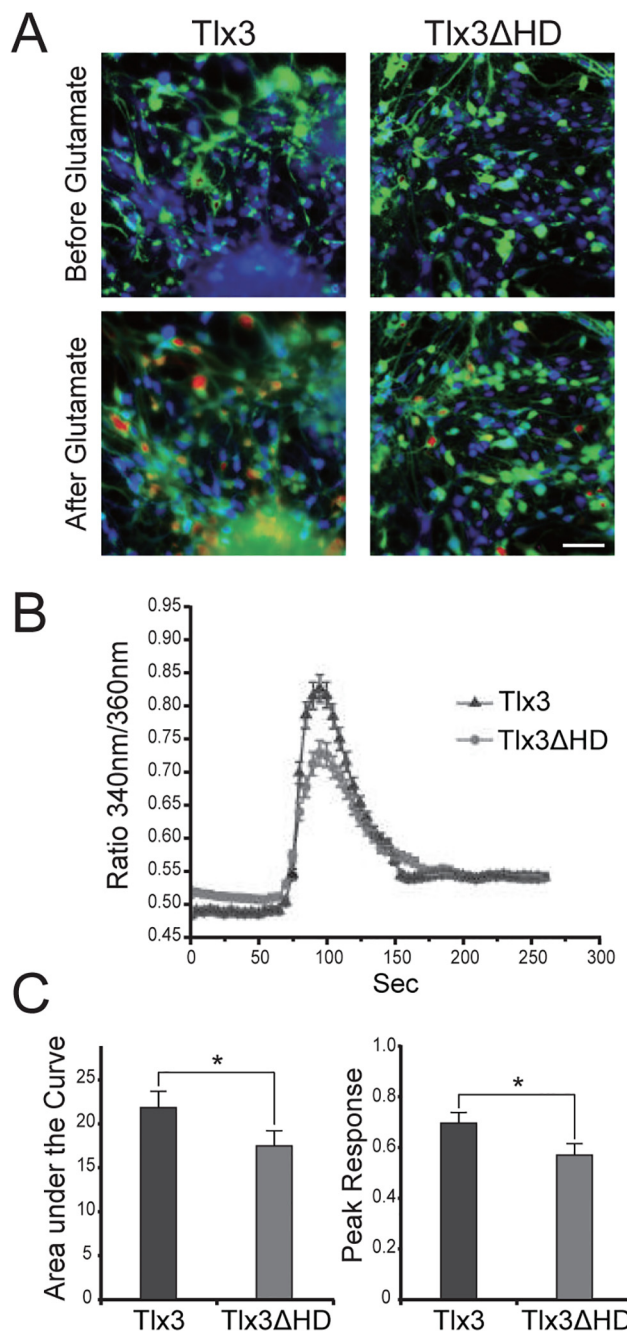 A
Tlx3 Tlx3ΔHD
Before Glutamate
After Glutamate
B
Ratio 340nm/360nm
0.95
0.90
0.85
0.80
0.75
0.70
0.65
0.60
0.55
0.50
0.45
Tlx3
Tlx3ΔHD
0 50 100 150 200 250 300
Sec
C
Area under the Curve
25
20
15
10
5
0
*
Tlx3 Tlx3ΔHD
Peak Response
1.0
0.8
0.6
0.4
0.2
0
*
Tlx3 Tlx3ΔHD